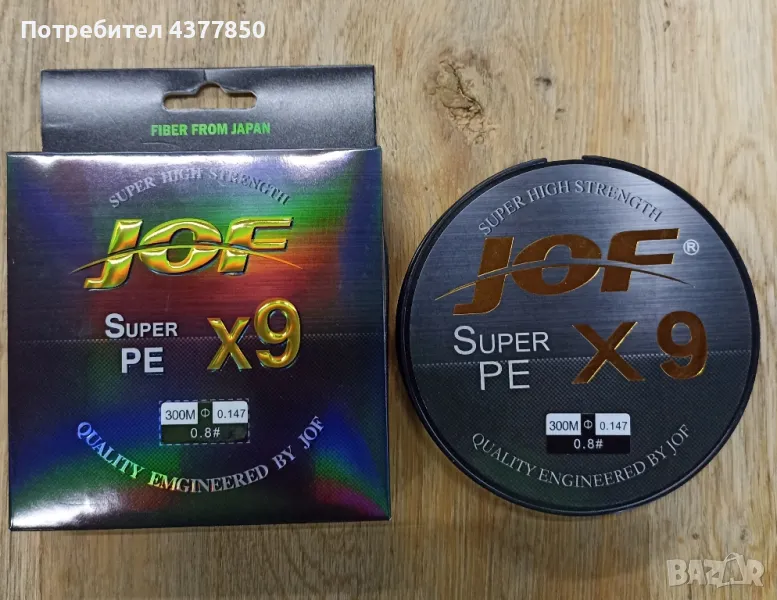 Потребител 4377850
FIBER FROM JAPAN
SUPER HIGH STRENGTH
JOF
SUPER
PE
X9
300M Φ 0.147
0.8#
QUALITY EMGINEERED BY JOF
SUPER HIGH STRENGTH
JOF®
SUPER
PE
X9
300M Φ 0.147
0.8#
QUALITY ENGINEERED BY JOF
BAZAR